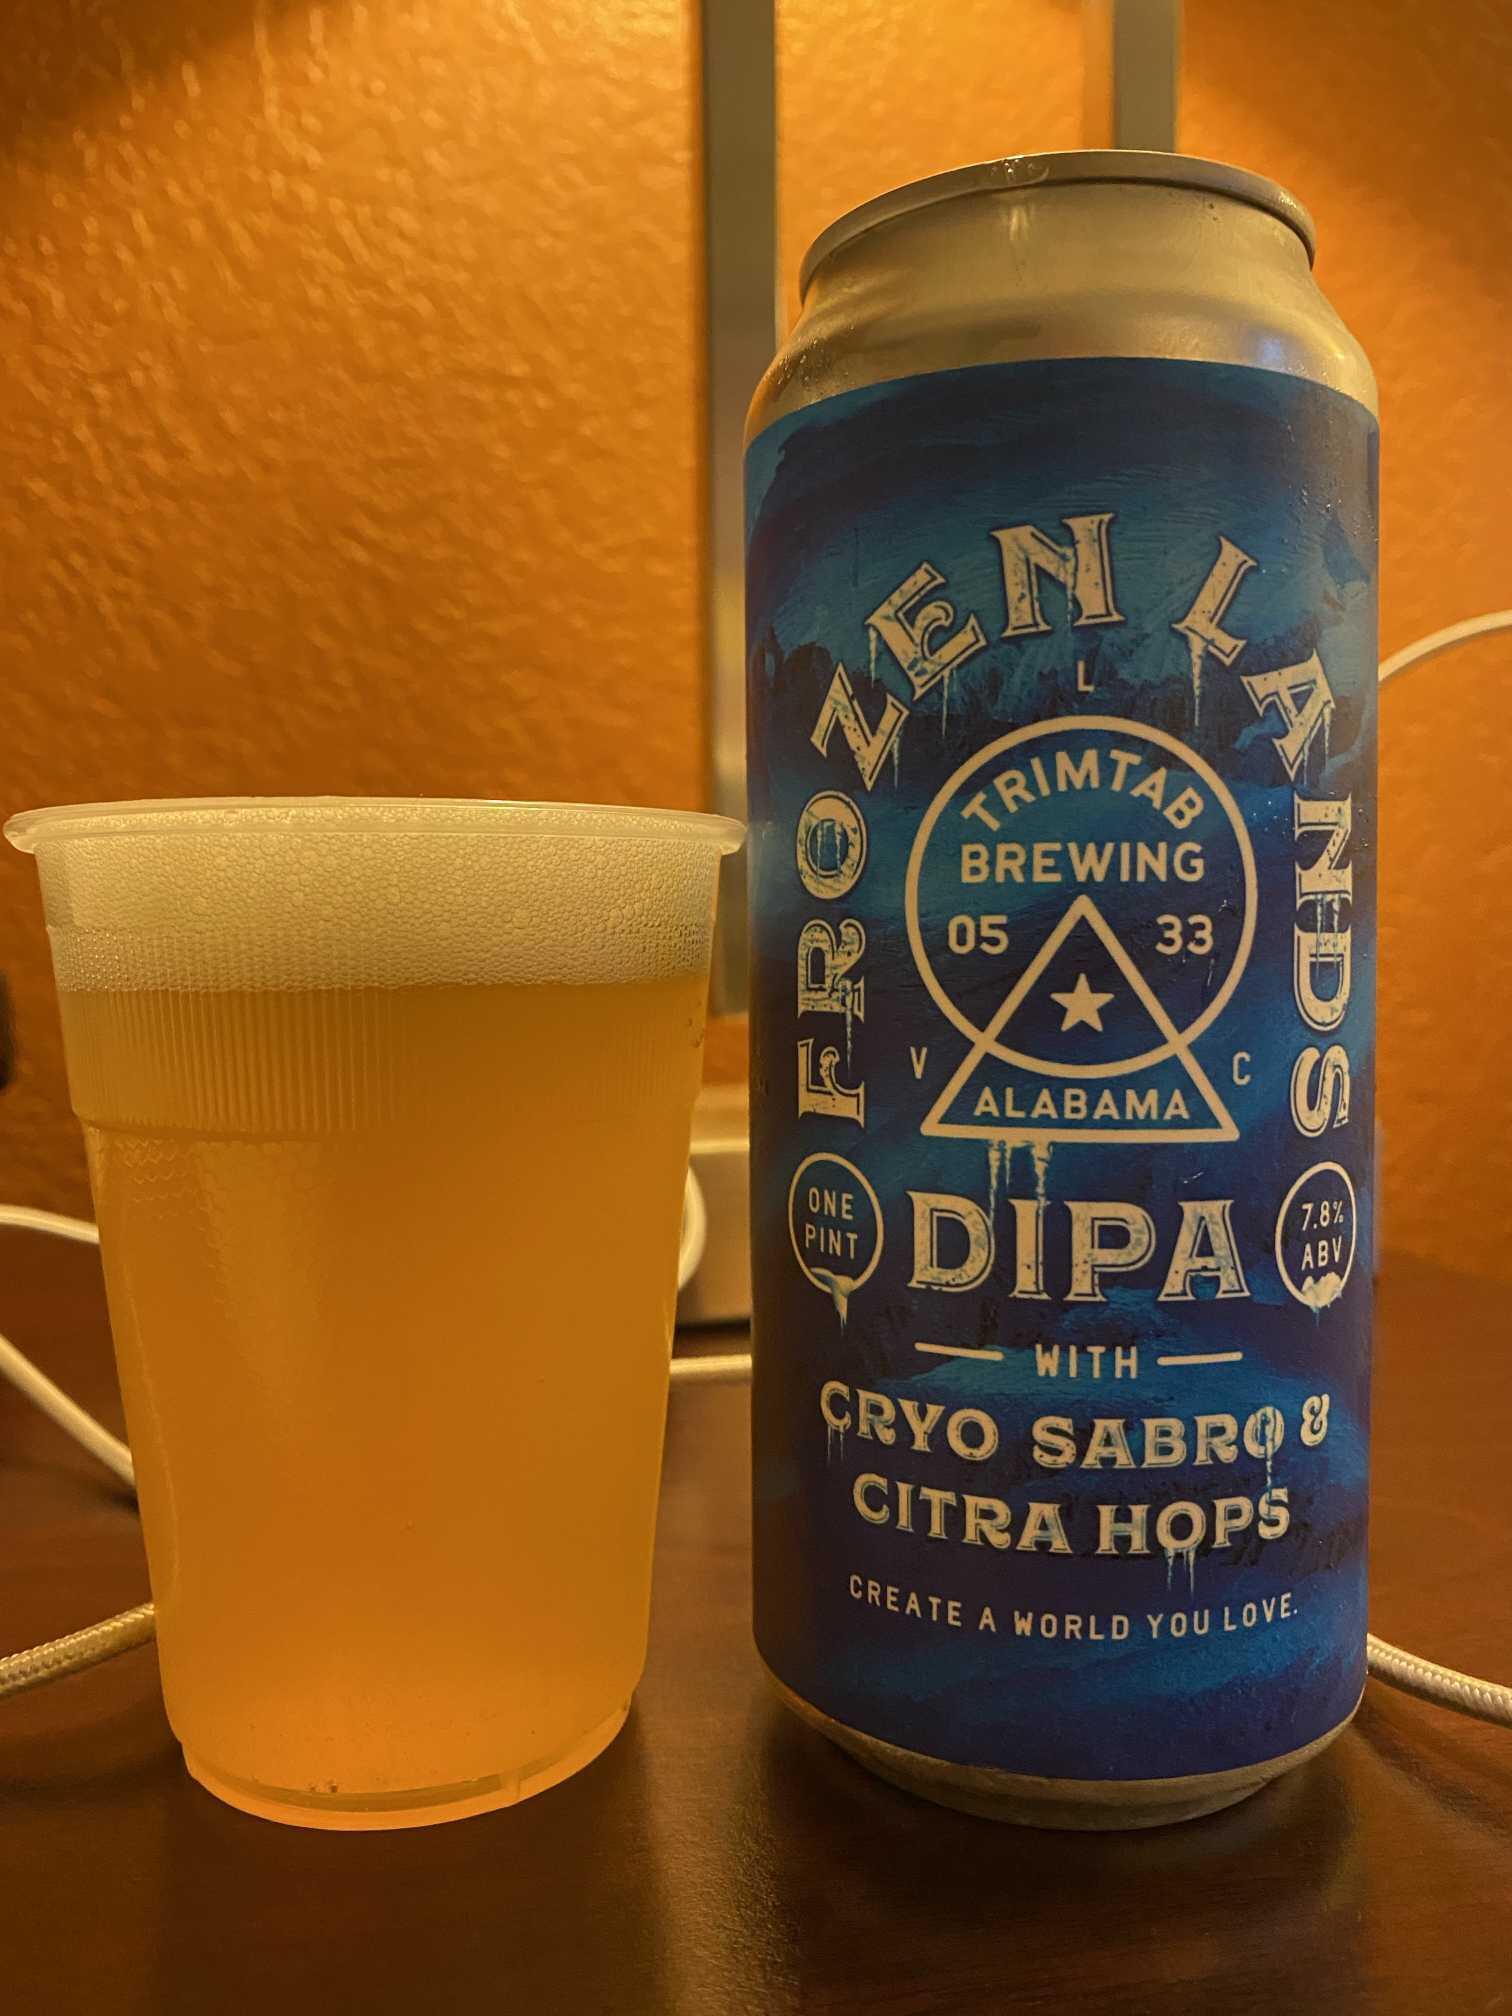 FROZEN LANDS
L
TRIMTAB
BREWING
05 33
V C
ALABAMA
ONE
PINT
DIPA
7.8%
ABV
WITH
CRYO SABRO &
CITRA HOPS
CREATE A WORLD YOU LOVE.